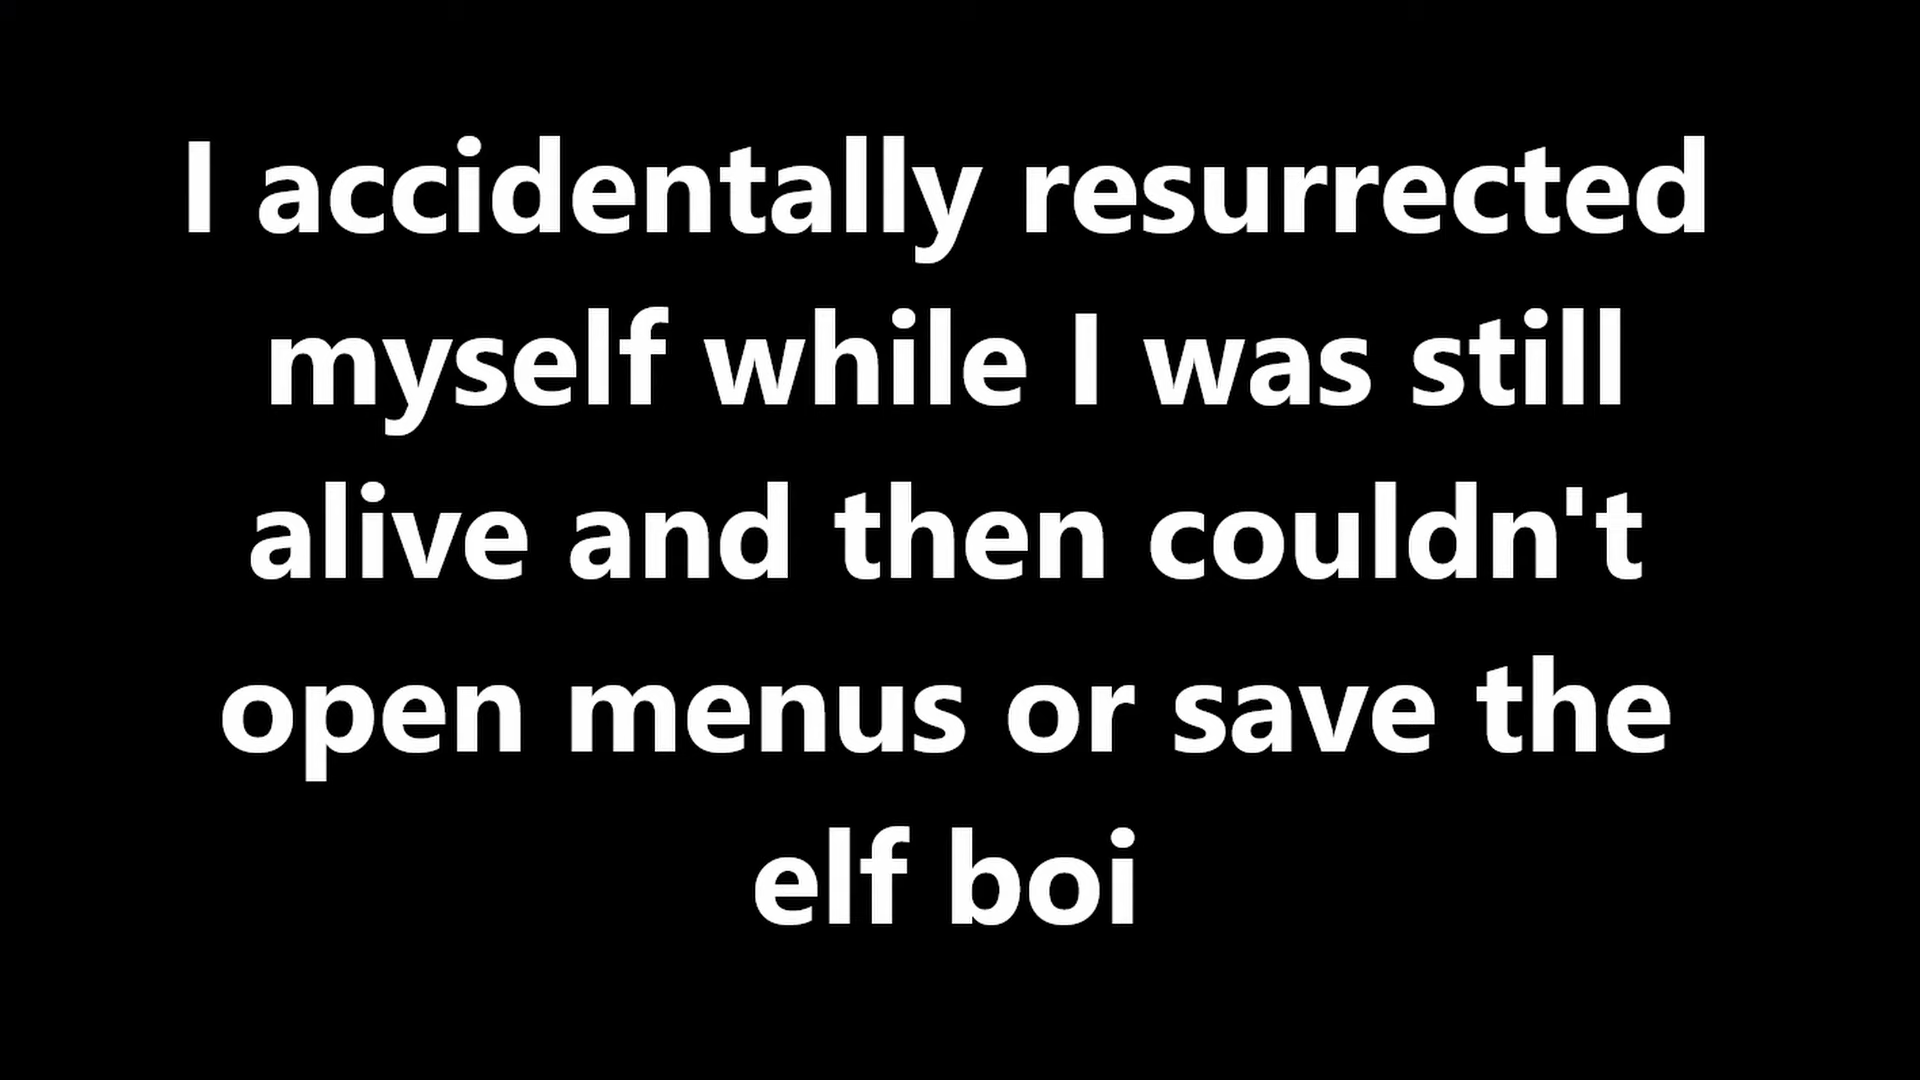 I accidentally resurrected
myself while I was still
alive and then couldn't
open menus or save the
elf boi